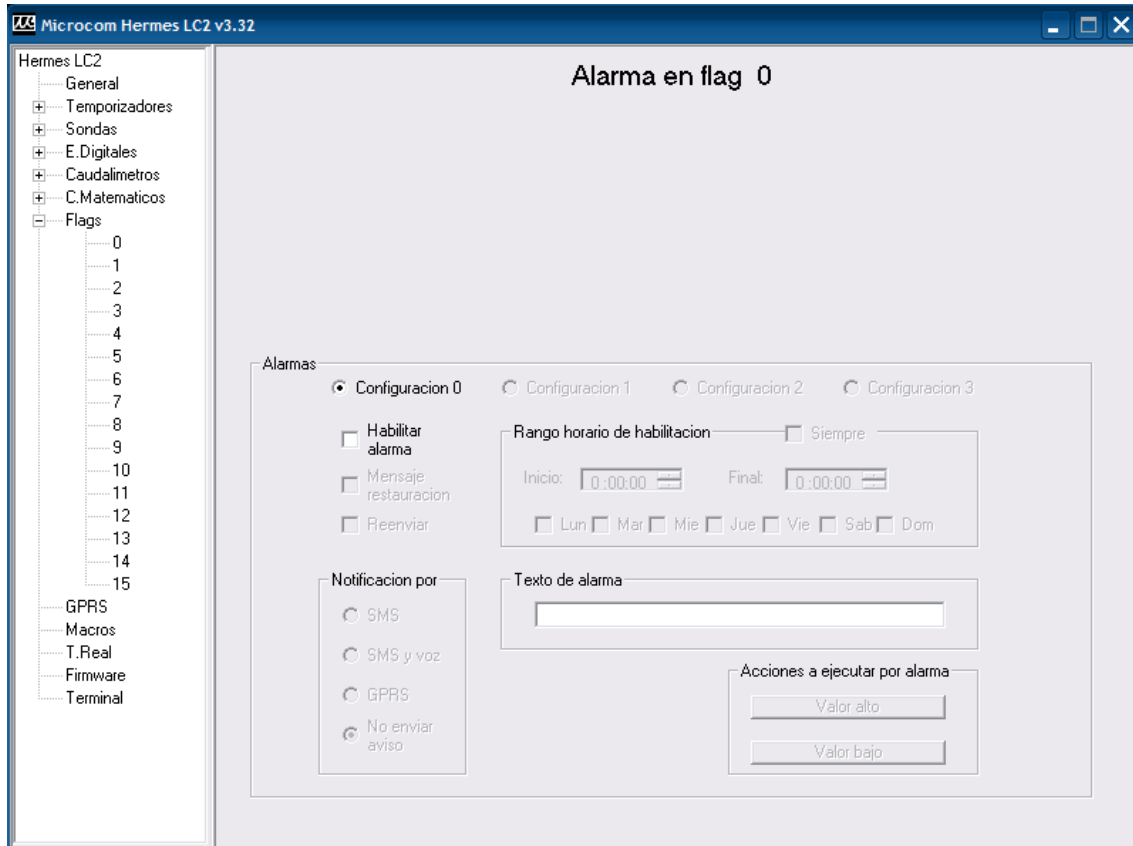 Microcom Hermes LC2 v3.32
Hermes LC2
General
Temporizadores
Sondas
E.Digitales
Caudalimetros
C.Matematicos
Flags
0
1
2
3
4
5
6
7
8
9
10
11
12
13
14
15
GPRS
Macros
T.Real
Firmware
Terminal
Alarma en flag 0
Alarmas
Configuracion 0 Configuracion 1 Configuracion 2 Configuracion 3
Habilitar
alarma
Mensaje
restauracion
Reenviar
Rango horario de habilitacion Siempre
Inicio: 0:00:00 Final: 0:00:00
Lun Mar Mie Jue Vie Sab Dom
Notificacion por
SMS
SMS y voz
GPRS
No enviar
aviso
Texto de alarma
Acciones a ejecutar por alarma
Valor alto
Valor bajo